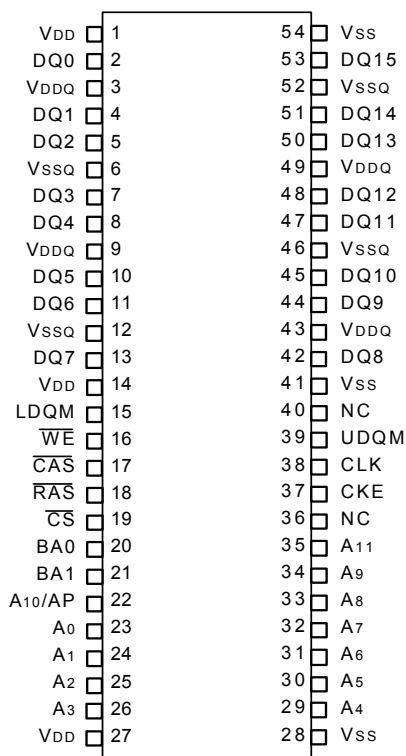 VDD 1 54 VSS
DQ0 2 53 DQ15
VDDQ 3 52 VSSQ
DQ1 4 51 DQ14
DQ2 5 50 DQ13
VSSQ 6 49 VDDQ
DQ3 7 48 DQ12
DQ4 8 47 DQ11
VDDQ 9 46 VSSQ
DQ5 10 45 DQ10
DQ6 11 44 DQ9
VSSQ 12 43 VDDQ
DQ7 13 42 DQ8
VDD 14 41 VSS
LDQM 15 40 NC
W̅E̅ 16 39 UDQM
C̅A̅S̅ 17 38 CLK
R̅A̅S̅ 18 37 CKE
C̅S̅ 19 36 NC
BA0 20 35 A11
BA1 21 34 A9
A10/AP 22 33 A8
A0 23 32 A7
A1 24 31 A6
A2 25 30 A5
A3 26 29 A4
VDD 27 28 VSS